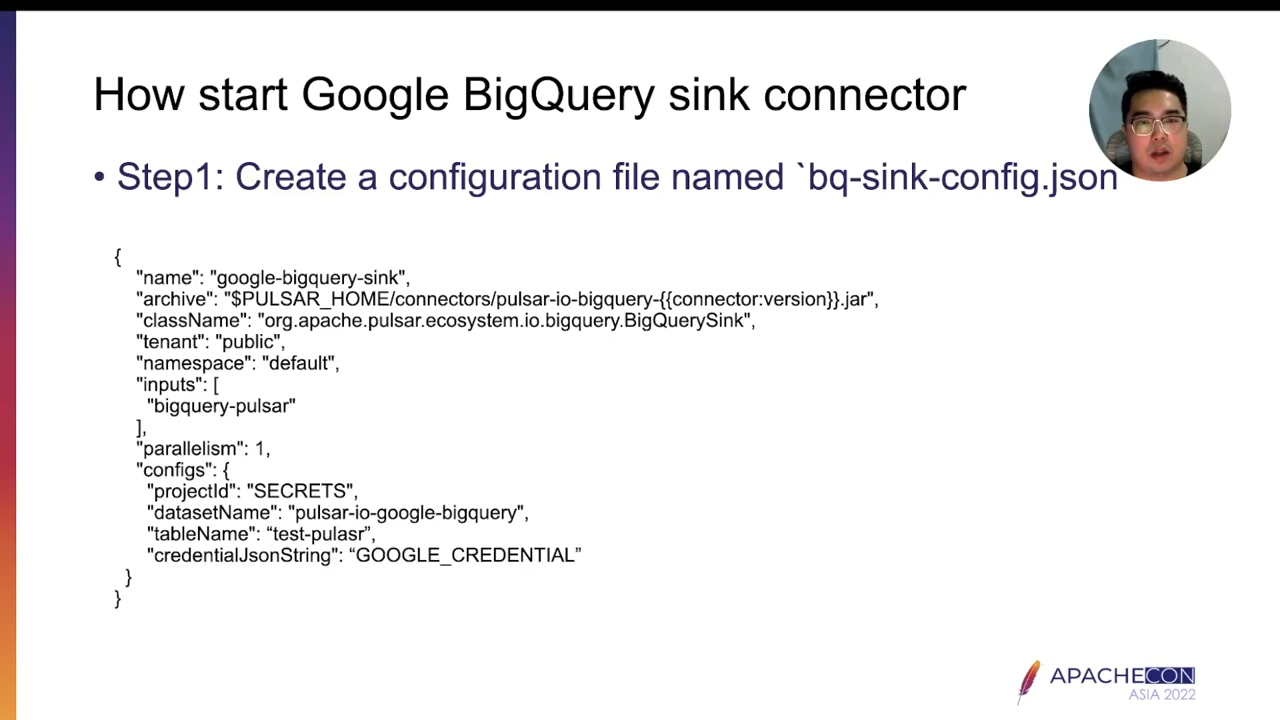 How start Google BigQuery sink connector
• Step1: Create a configuration file named `bq-sink-config.json
{
"name": "google-bigquery-sink",
"archive": "$PULSAR_HOME/connectors/pulsar-io-bigquery-{{connector:version}}.jar",
"className": "org.apache.pulsar.ecosystem.io.bigquery.BigQuerySink",
"tenant": "public",
"namespace": "default",
"inputs": [
"bigquery-pulsar"
],
"parallelism": 1,
"configs": {
"projectId": "SECRETS",
"datasetName": "pulsar-io-google-bigquery",
"tableName": “test-pulasr”,
"credentialJsonString": “GOOGLE_CREDENTIAL”
}
}
APACHECON
ASIA 2022